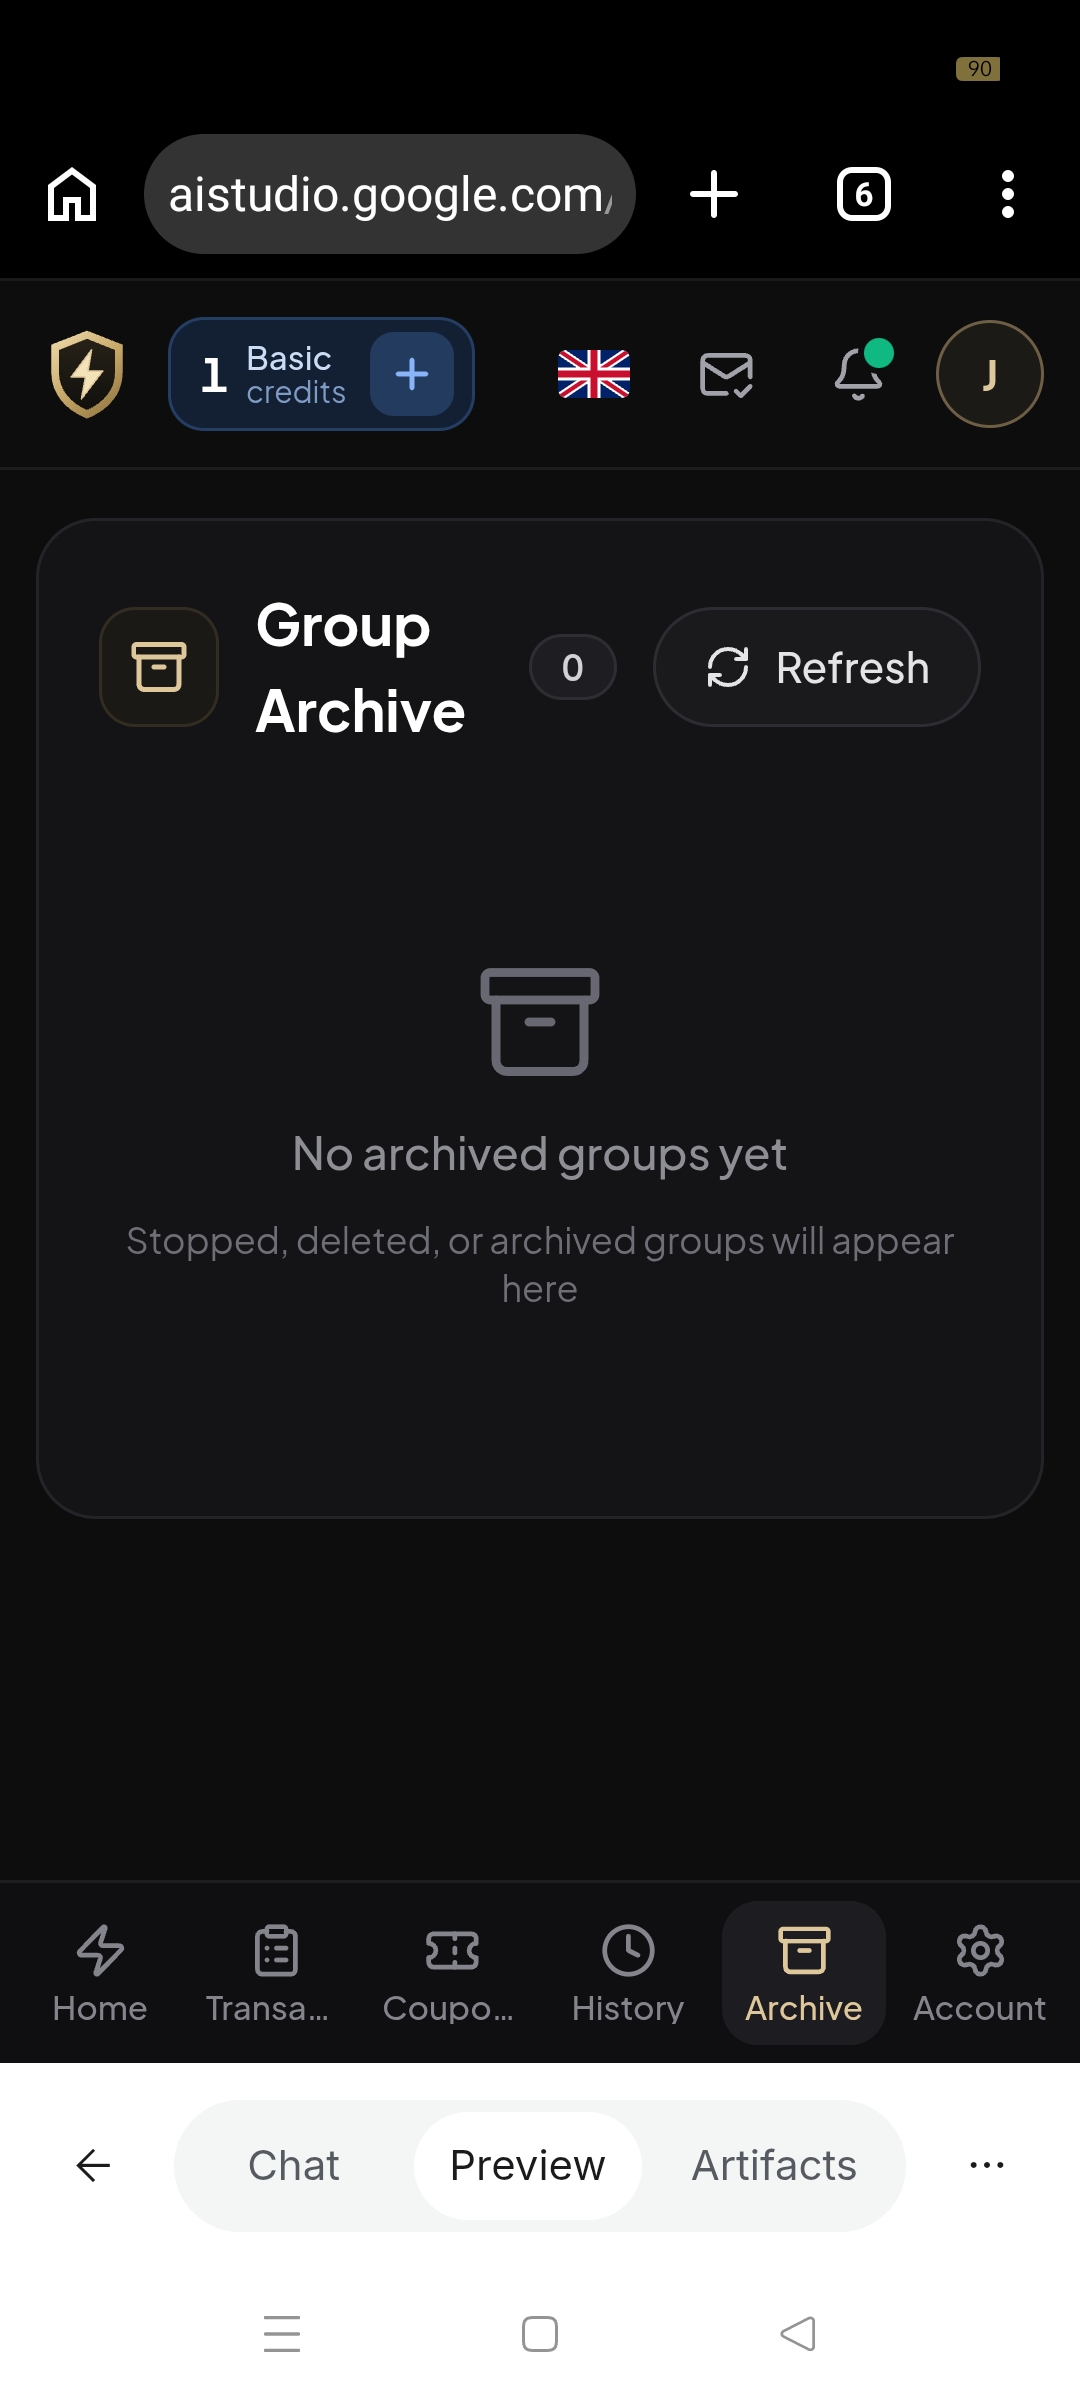 90
aistudio.google.com/
6
1
Basic
credits
J
Group
Archive
0
Refresh
No archived groups yet
Stopped, deleted, or archived groups will appear
here
Home
Transa...
Coupo...
History
Archive
Account
Chat
Preview
Artifacts